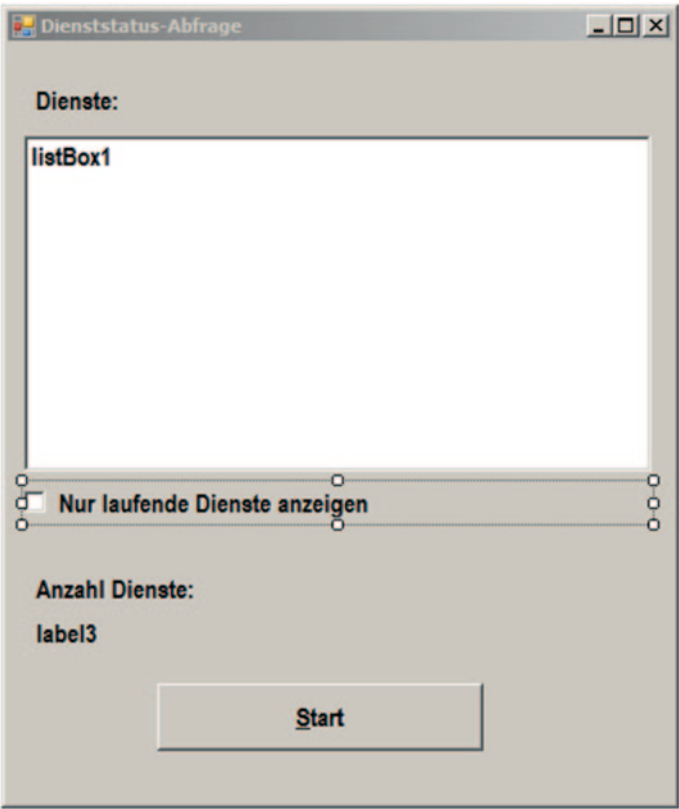 Dienststatus-Abfrage
Dienste:
listBox1
Nur laufende Dienste anzeigen
Anzahl Dienste:
label3
Start